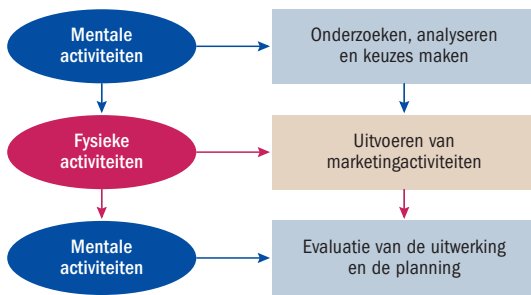 Mentale
activiteiten
Onderzoeken, analyseren
en keuzes maken
Fysieke
activiteiten
Uitvoeren van
marketingactiviteiten
Mentale
activiteiten
Evaluatie van de uitwerking
en de planning